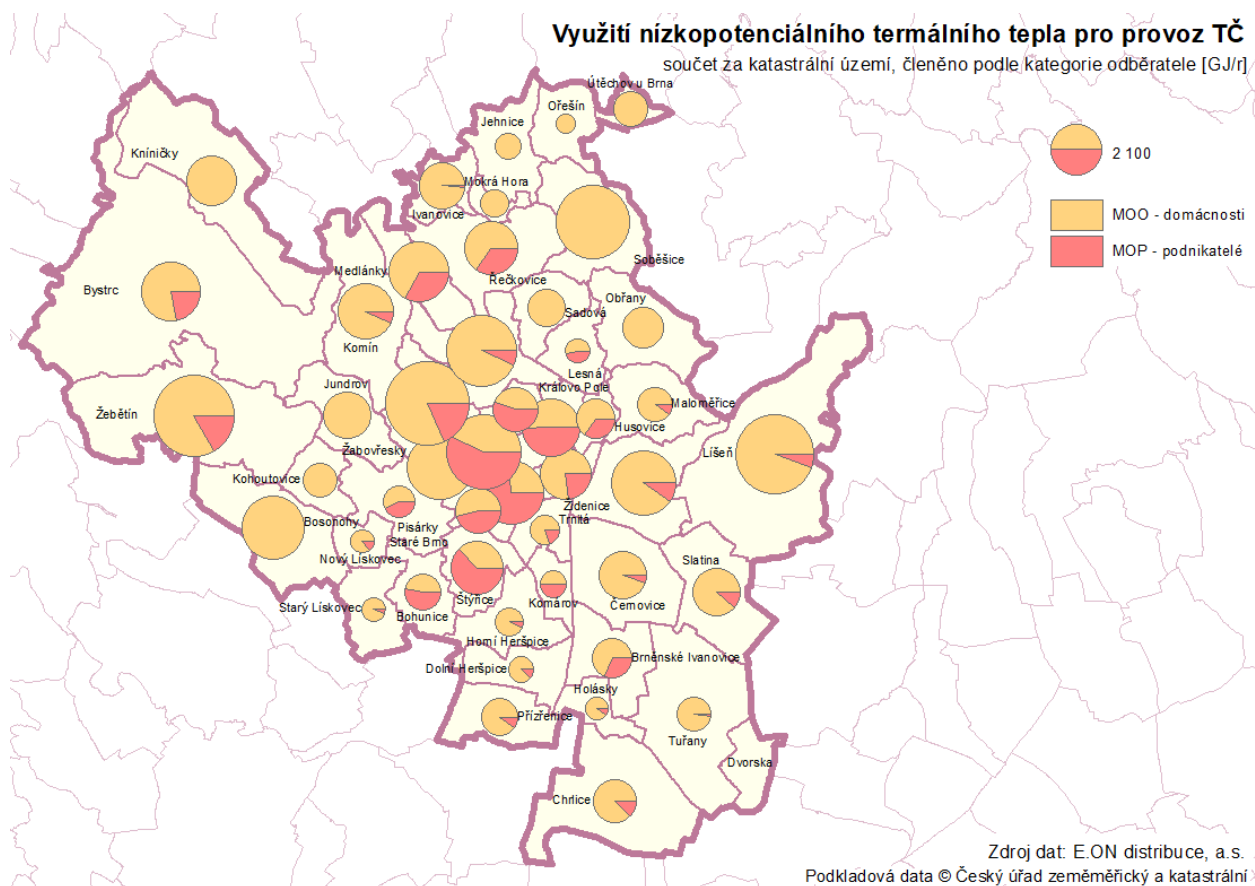 Využití nízkopotenciálního termálního tepla pro provoz TČ
součet za katastrální území, členěno podle kategorie odběratele [GJ/r]
Útěchov u Brna
Ořešín
Jehnice
Kníničky
Mokrá Hora
Ivanovice
2 100
MOO - domácnosti
MOP - podnikatelé
Soběšice
Medlánky
Řečkovice
Bystrc
Obřany
Sadová
Komín
Lesná
Královo Pole
Jundrov
Maloměřice
Žebětín
Husovice
Žabovřesky
Líšeň
Kohoutovice
Židenice
Bosonohy
Pisárky
Trnitá
Staré Brno
Nový Lískovec
Slatina
Štýřice
Komárov
Černovice
Starý Lískovec
Bohunice
Horní Heršpice
Brněnské Ivanovice
Dolní Heršpice
Holásky
Přízřenice
Tuřany
Dvorska
Chrlice
Zdroj dat: E.ON distribuce, a.s.
Podkladová data © Český úřad zeměměřický a katastrální